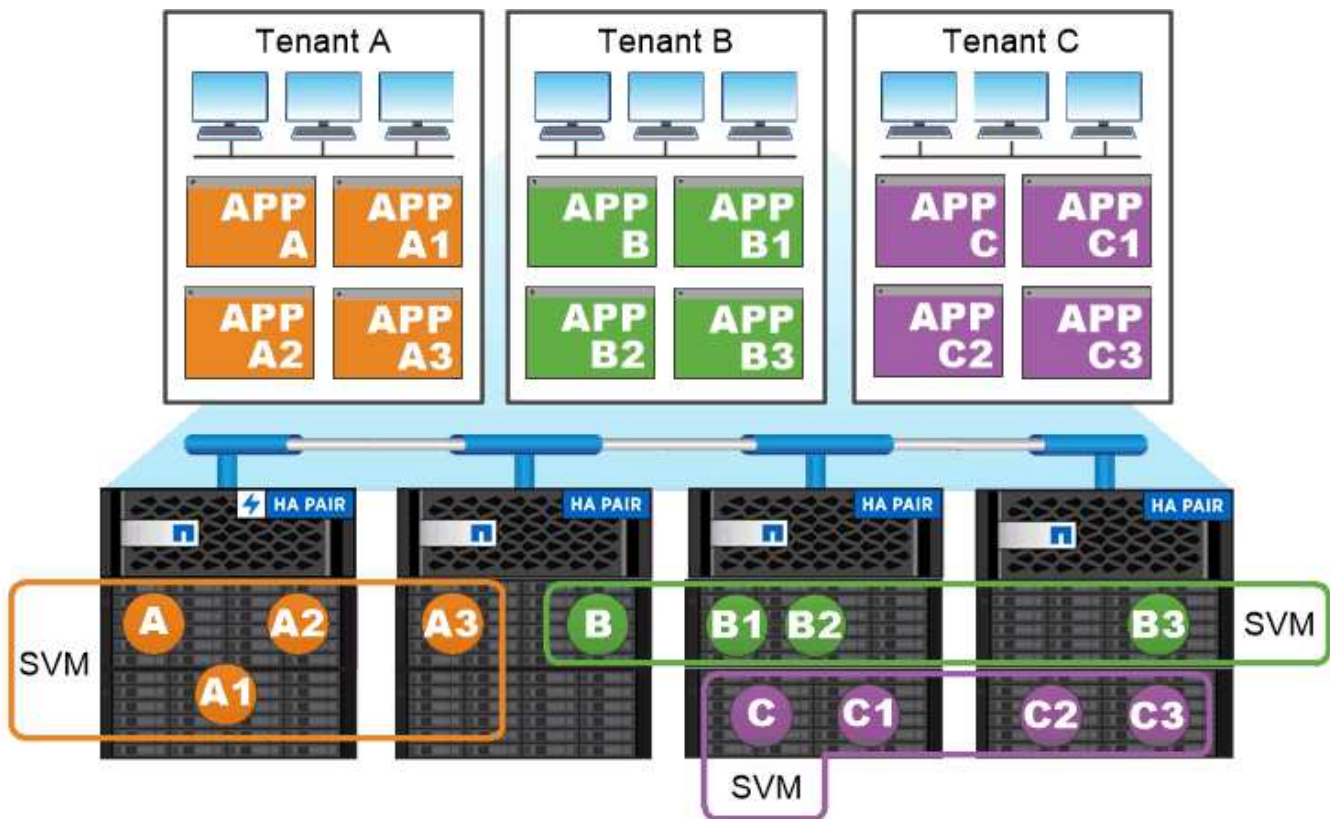 Tenant A
Tenant B
Tenant C
APP
A
APP
A1
APP
B
APP
B1
APP
C
APP
C1
APP
A2
APP
A3
APP
B2
APP
B3
APP
C2
APP
C3
HA PAIR
HA PAIR
HA PAIR
HA PAIR
SVM
A
A2
A3
B
B1
B2
B3
SVM
A1
C
C1
C2
C3
SVM